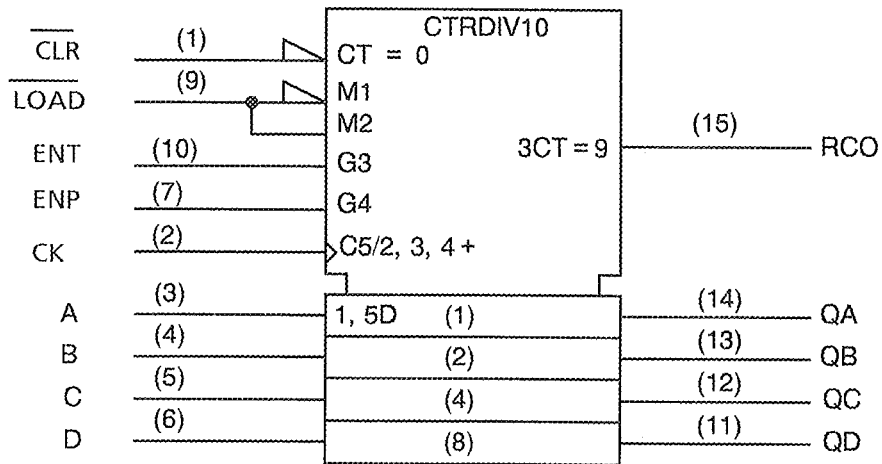 CTRDIV10
CLR (1) CT = 0
LOAD (9) M1
M2
ENT (10) G3 3CT = 9 (15) RCO
ENP (7) G4
CK (2) C5/2, 3, 4 +
A (3) 1, 5D (1) (14) QA
B (4) (2) (13) QB
C (5) (4) (12) QC
D (6) (8) (11) QD